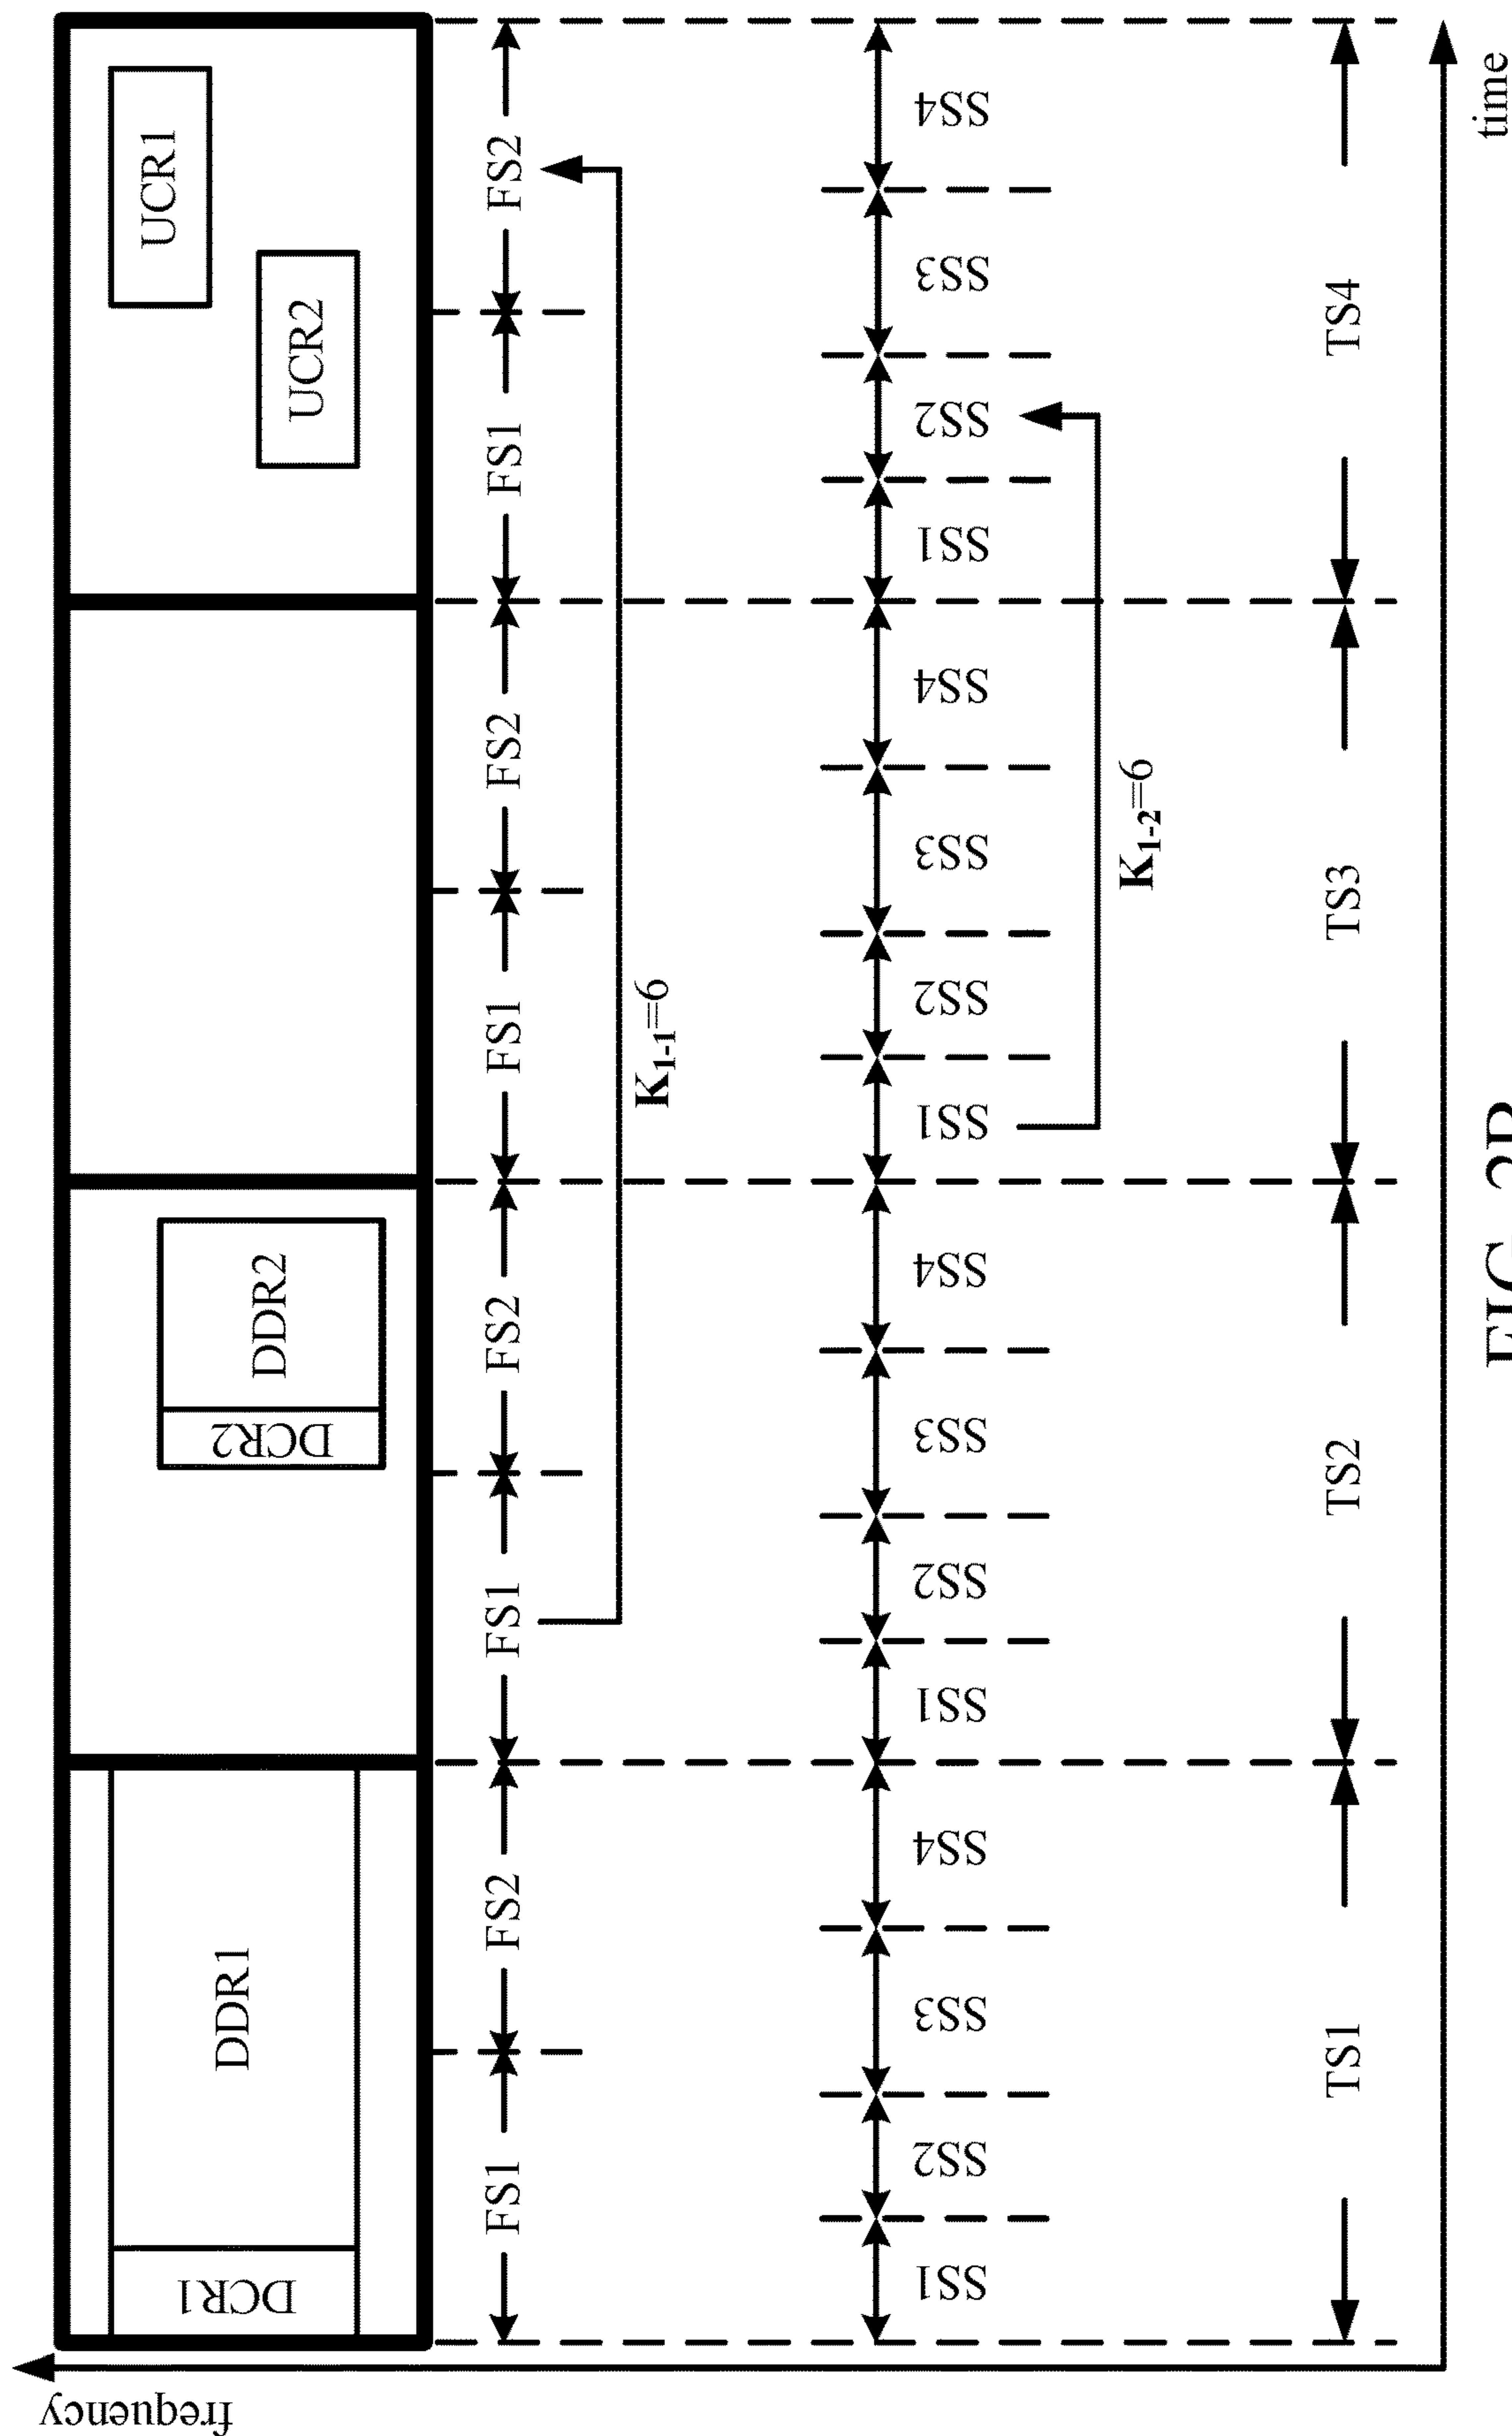 frequency
DCR1
DDR1
DCR2
DDR2
UCR2
UCR1
FS1 FS2 FS1 FS2 FS1 FS2 FS1 FS2
K1-1=6
SS1 SS2 SS3 SS4 SS1 SS2 SS3 SS4 SS1 SS2 SS3 SS4 SS1 SS2 SS3 SS4
K1-2=6
TS1 TS2 TS3 TS4
time
FIG